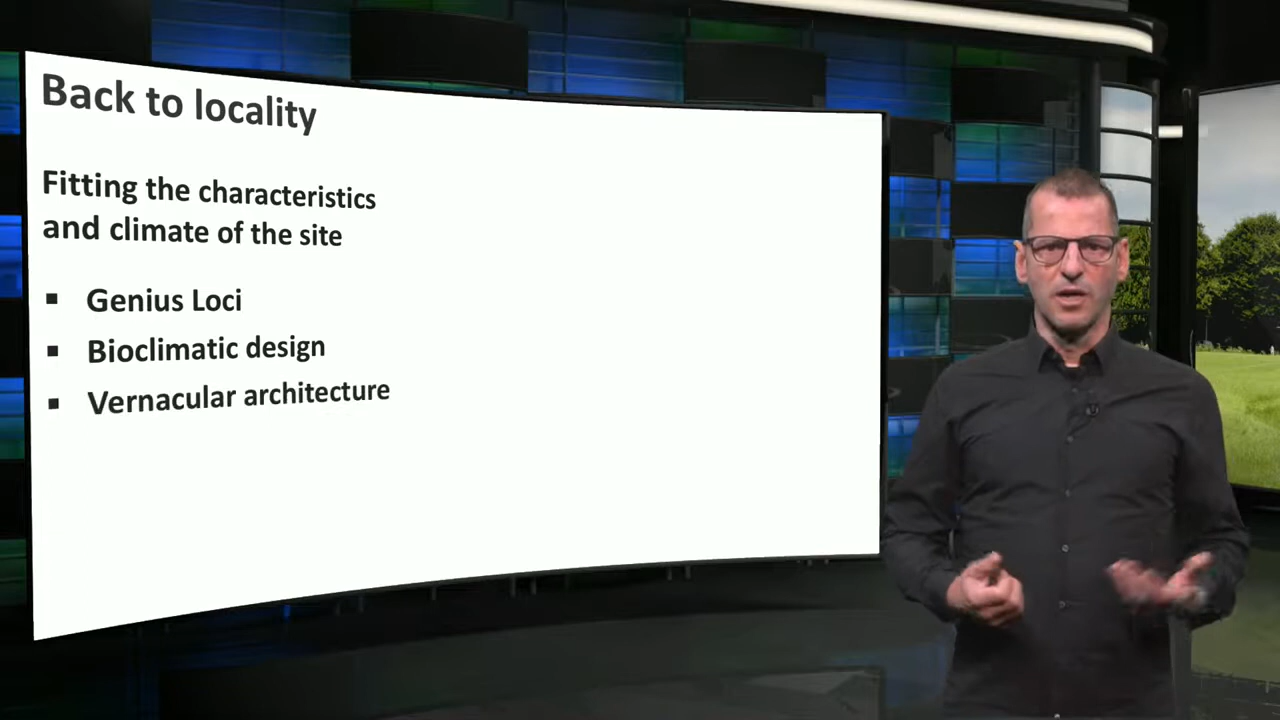 Back to locality
Fitting the characteristics
and climate of the site
▪ Genius Loci
▪ Bioclimatic design
▪ Vernacular architecture